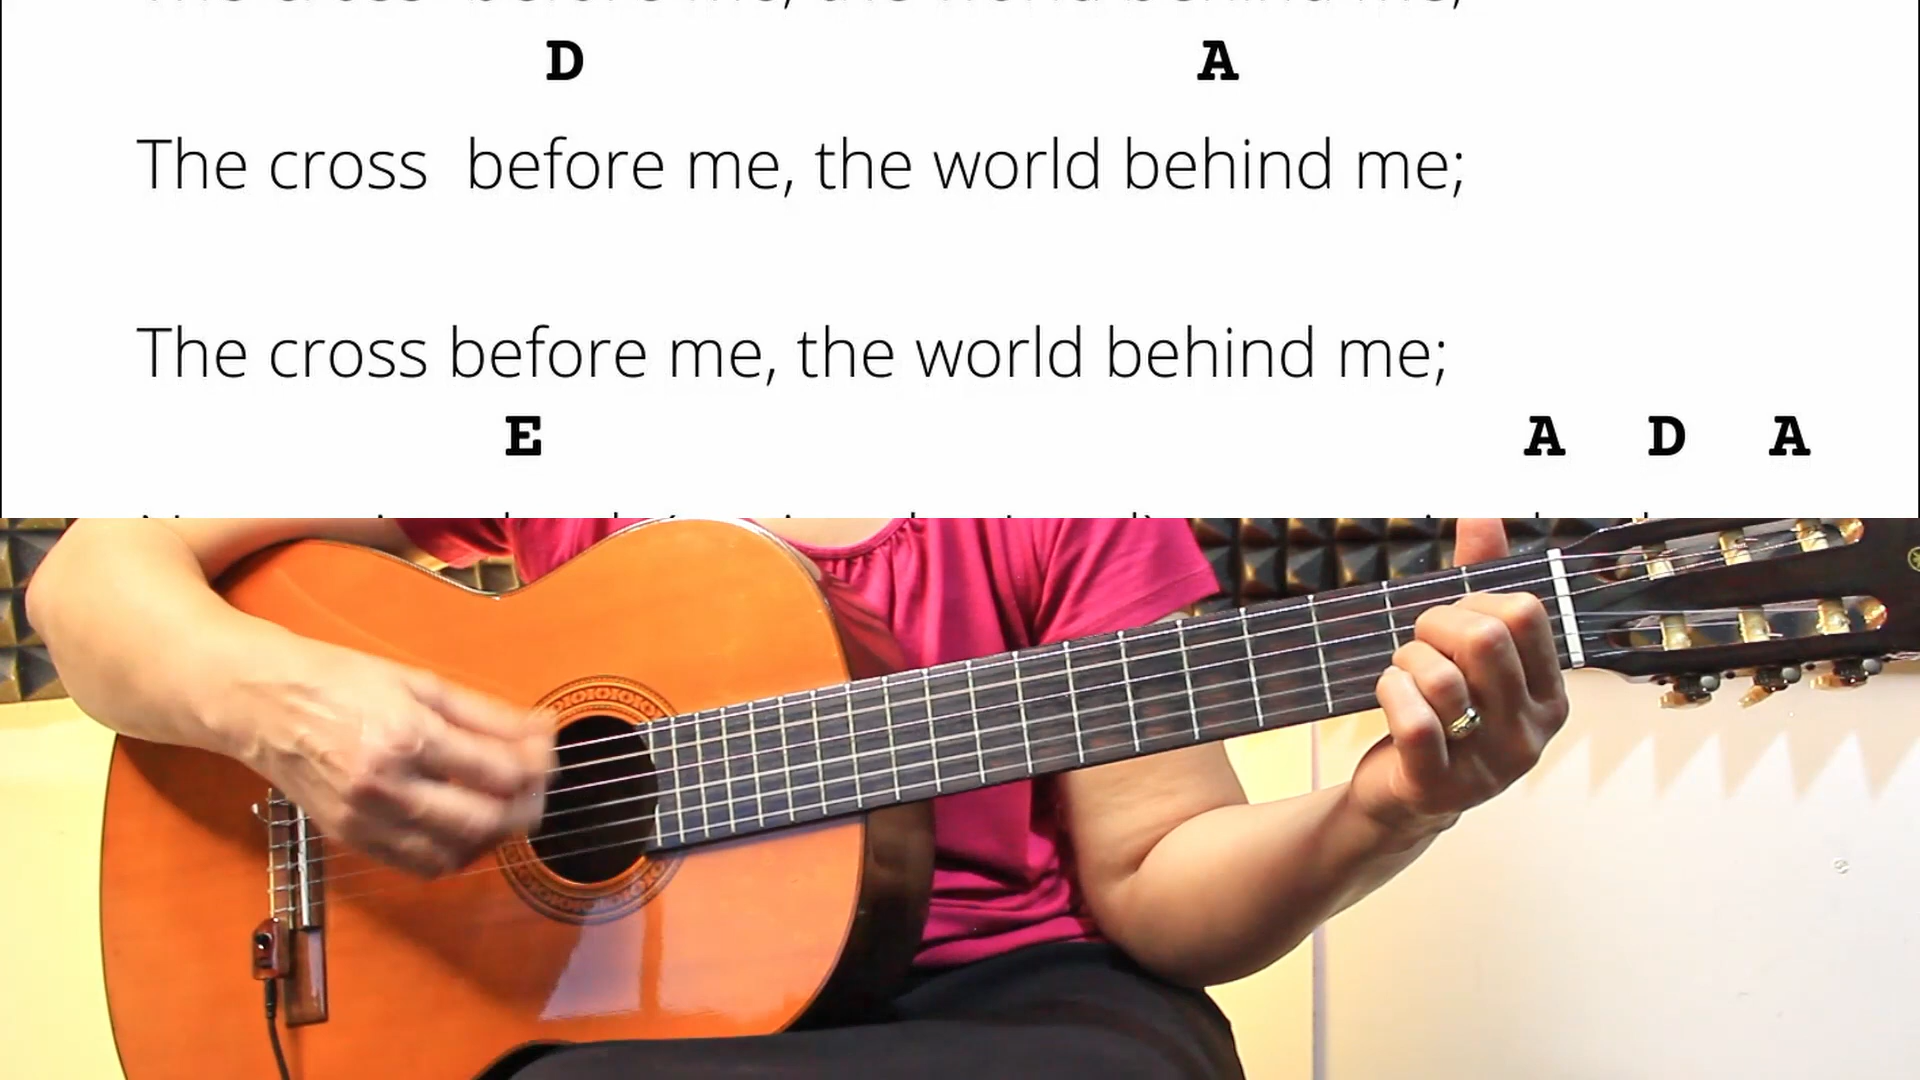 D A
The cross before me, the world behind me;
The cross before me, the world behind me;
E A D A